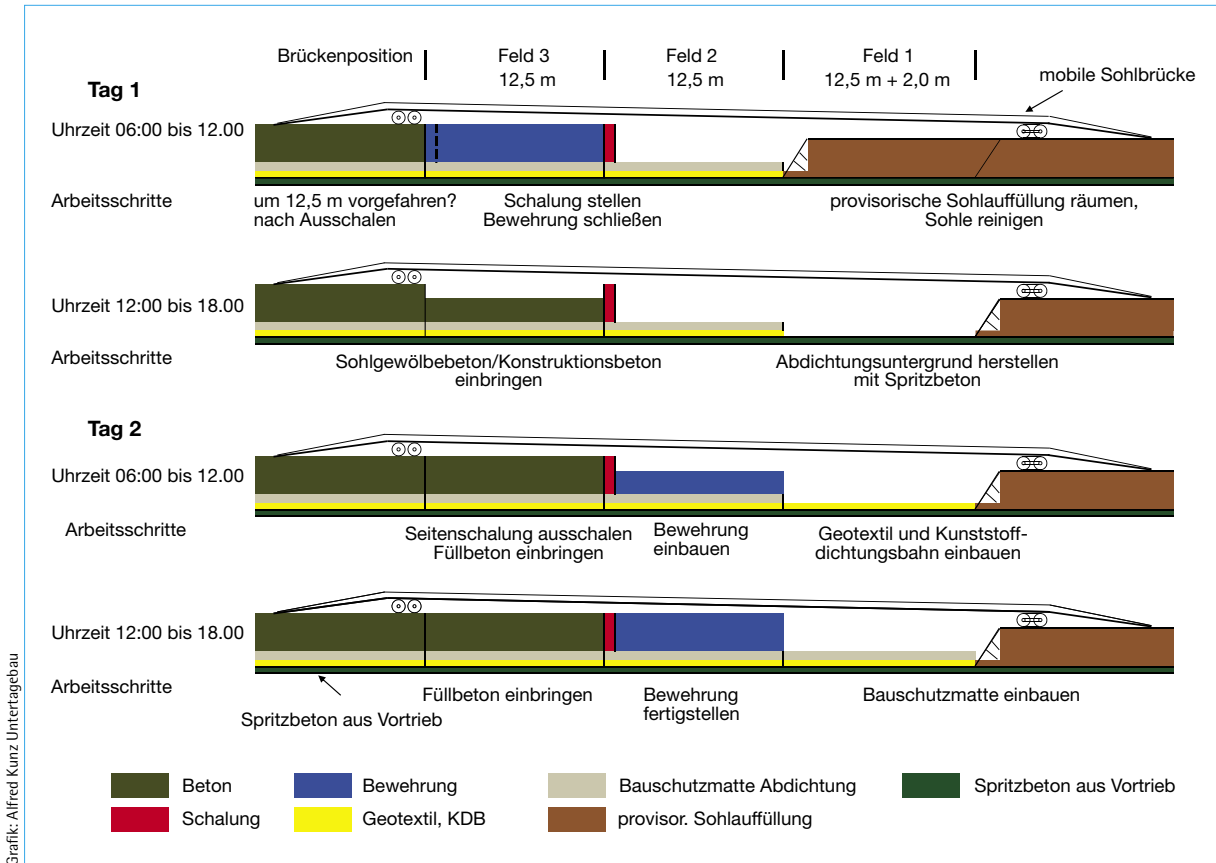 Brückenposition
Feld 3
12,5 m
Feld 2
12,5 m
Feld 1
12,5 m + 2,0 m
mobile Sohlbrücke
Tag 1
Uhrzeit 06:00 bis 12.00
Arbeitsschritte
um 12,5 m vorgefahren?
nach Ausschalen
Schalung stellen
Bewehrung schließen
provisorische Sohlauffüllung räumen,
Sohle reinigen
Uhrzeit 12:00 bis 18.00
Arbeitsschritte
Sohlgewölbebeton/Konstruktionsbeton
einbringen
Abdichtungsuntergrund herstellen
mit Spritzbeton
Tag 2
Uhrzeit 06:00 bis 12.00
Arbeitsschritte
Seitenschalung ausschalen
Füllbeton einbringen
Bewehrung
einbauen
Geotextil und Kunststoff-
dichtungsbahn einbauen
Uhrzeit 12:00 bis 18.00
Arbeitsschritte
Spritzbeton aus Vortrieb
Füllbeton einbringen
Bewehrung
fertigstellen
Bauschutzmatte einbauen
Beton
Bewehrung
Bauschutzmatte Abdichtung
Spritzbeton aus Vortrieb
Schalung
Geotextil, KDB
provisor. Sohlauffüllung
Grafik: Alfred Kunz Untertagebau